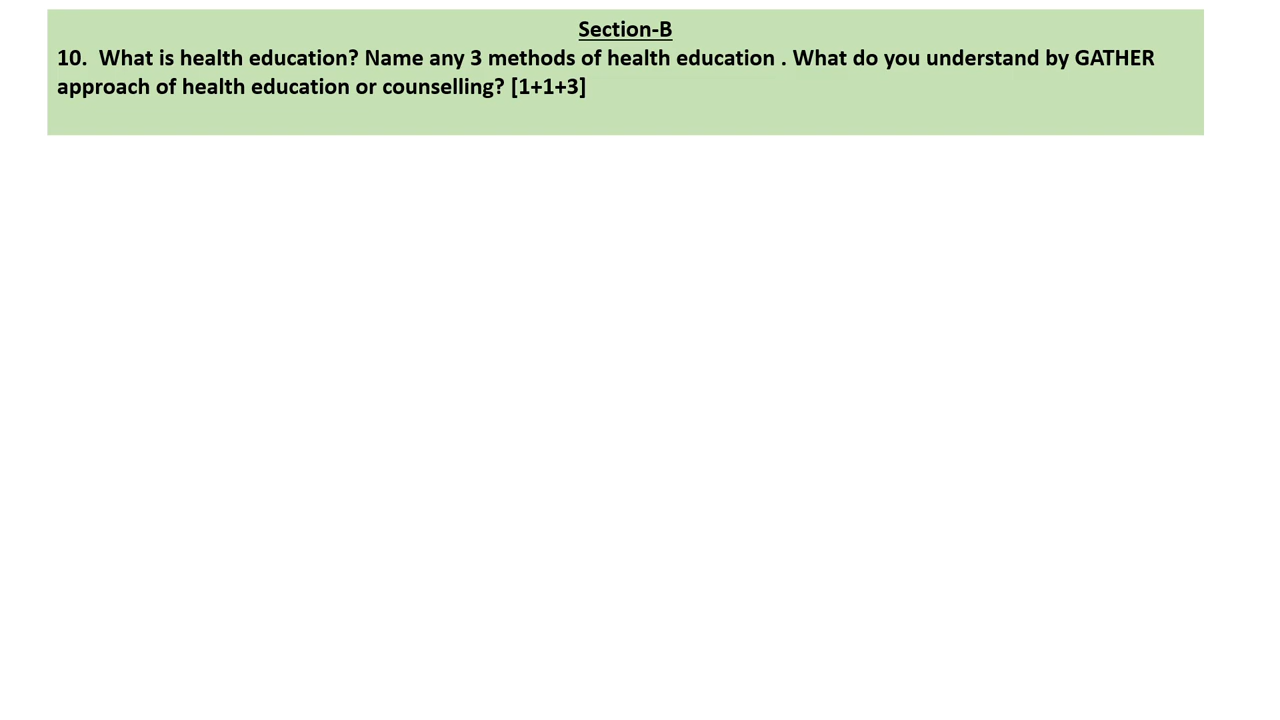 Section-B
10.  What is health education? Name any 3 methods of health education . What do you understand by GATHER
approach of health education or counselling? [1+1+3]